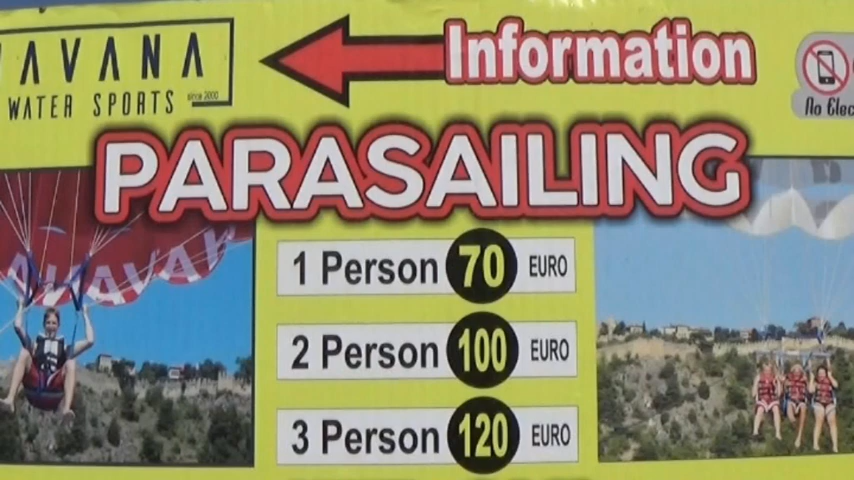 Information
AVANA
WATER SPORTS
since 2000
No Elec
PARASAILING
1 Person 70 EURO
2 Person 100 EURO
3 Person 120 EURO